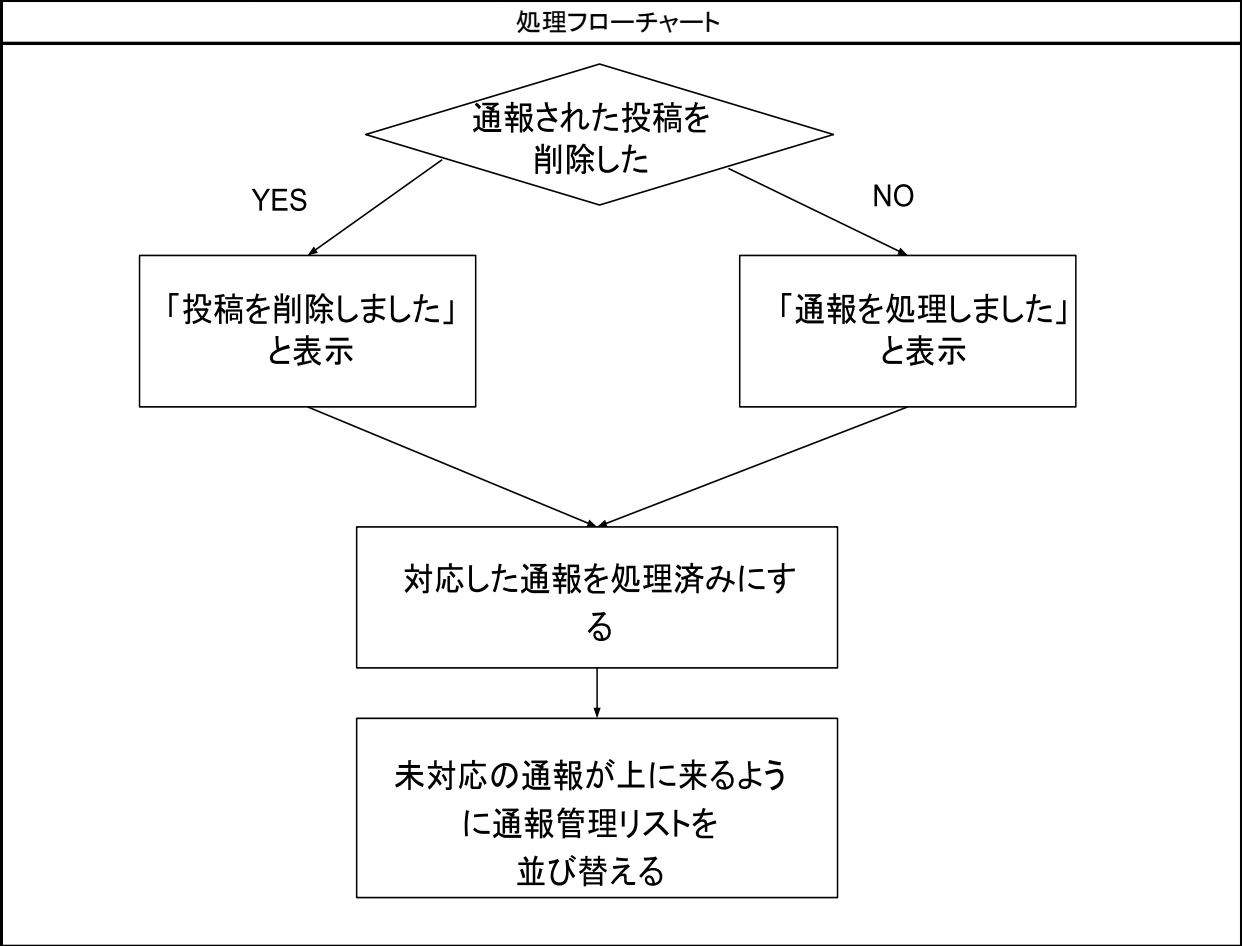 処理フローチャート
通報された投稿を
削除した
YES
NO
「投稿を削除しました」
と表示
「通報を処理しました」
と表示
対応した通報を処理済みにす
る
未対応の通報が上に来るよう
に通報管理リストを
並び替える